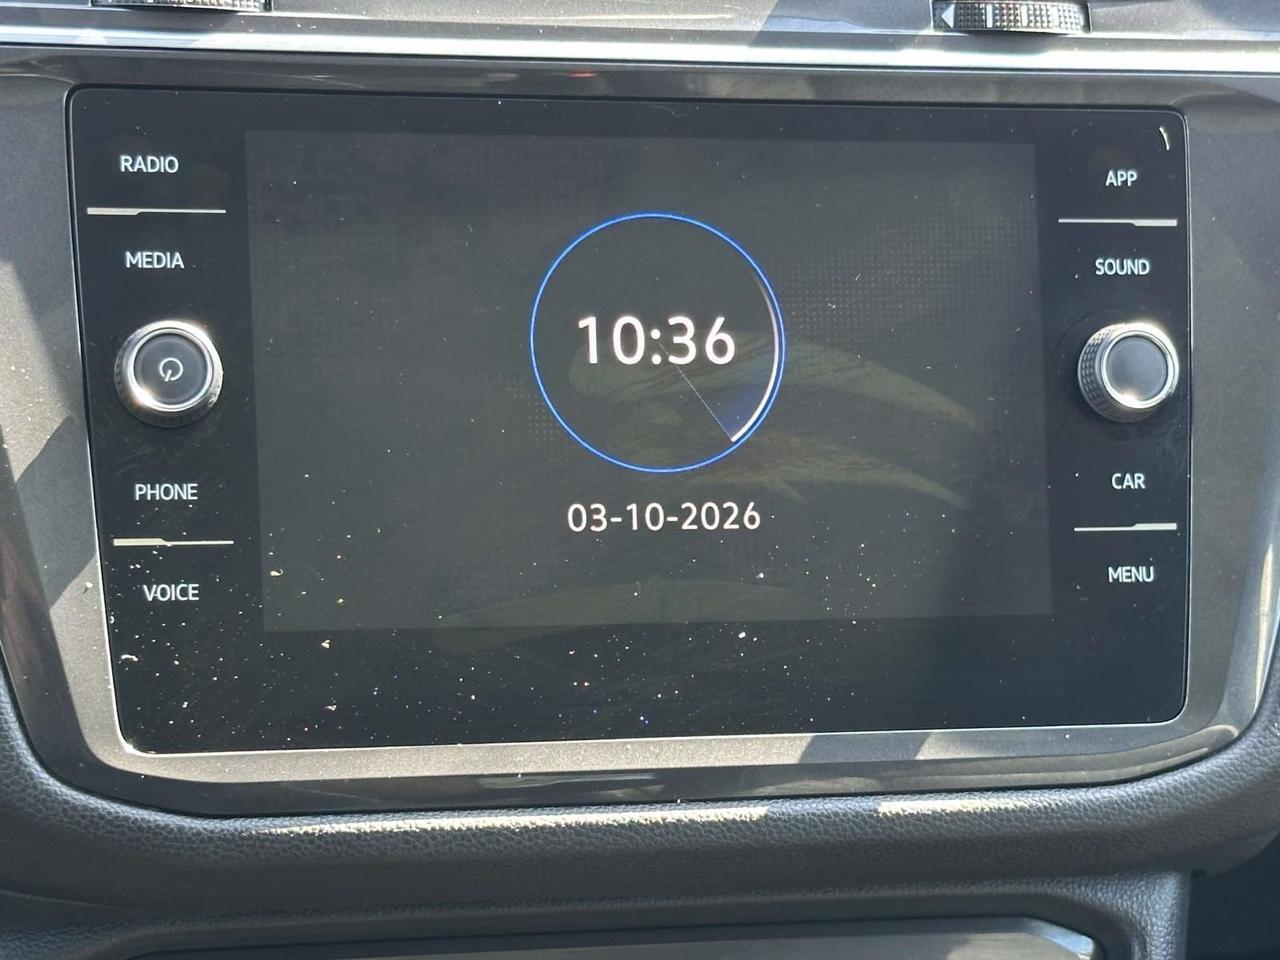 RADIO
MEDIA
PHONE
VOICE
10:36
03-10-2026
APP
SOUND
CAR
MENU